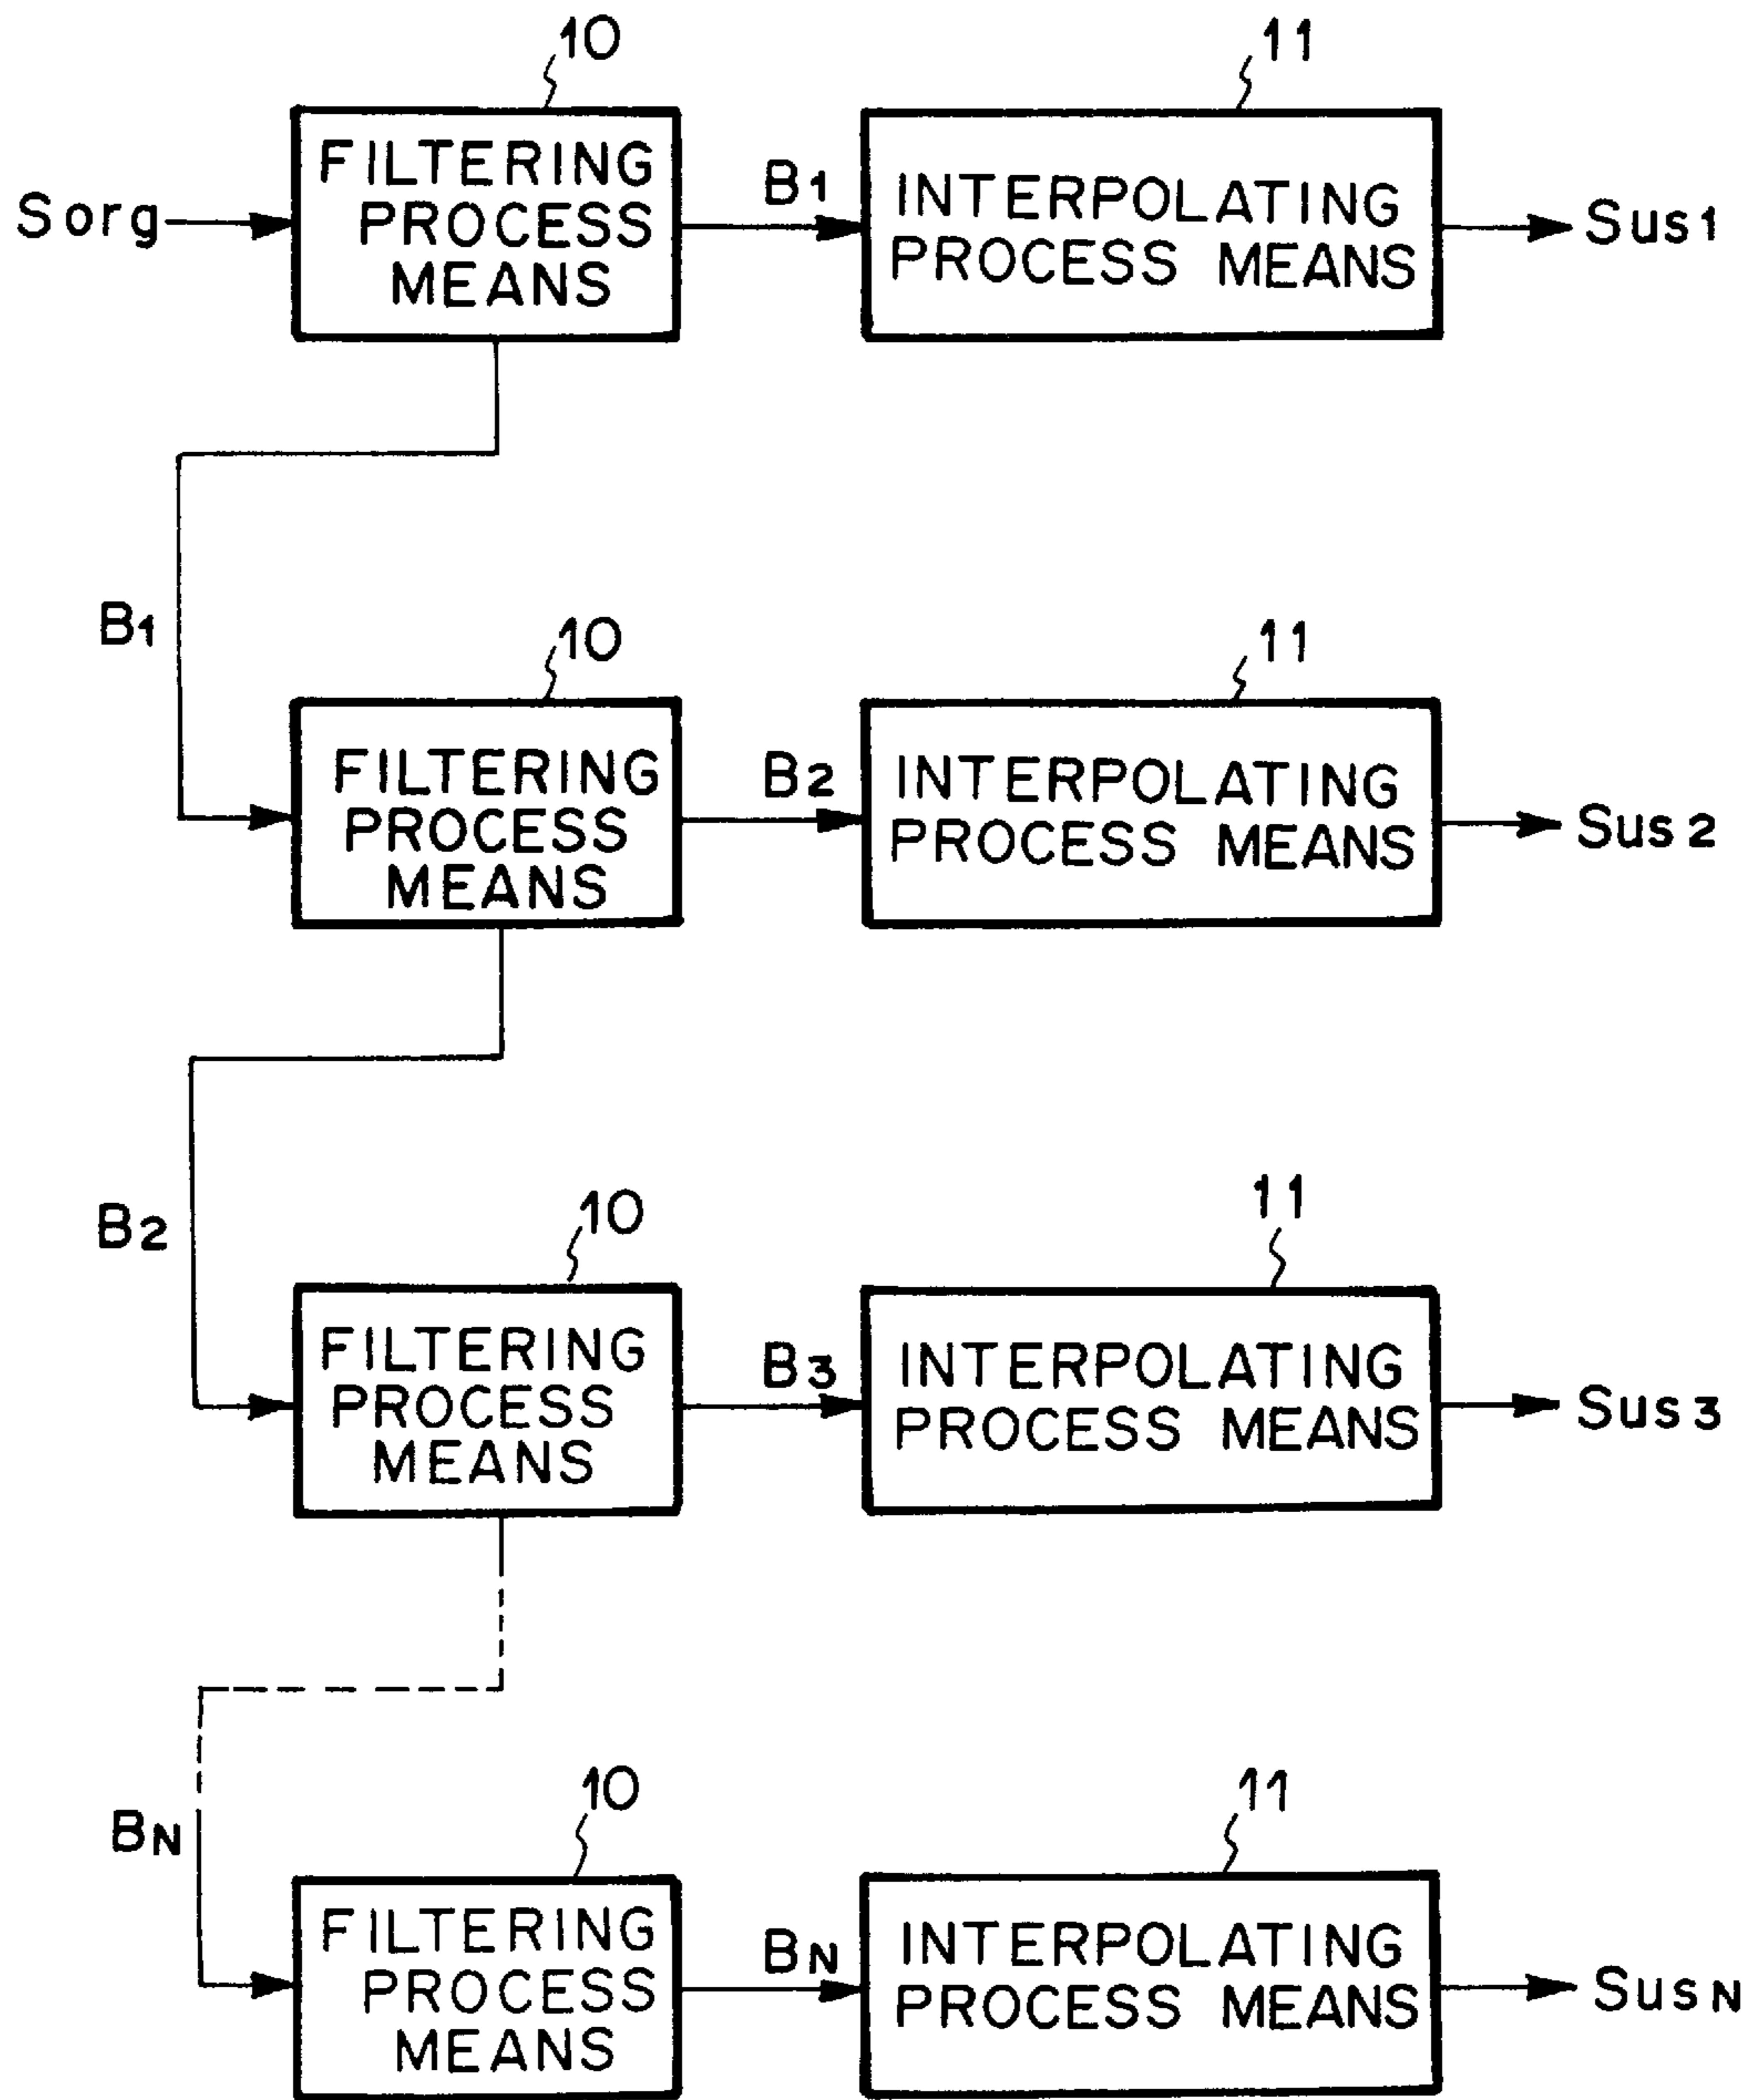 10
11
Sorg
FILTERING
PROCESS
MEANS
B1
INTERPOLATING
PROCESS MEANS
Sus1
B1
10
11
FILTERING
PROCESS
MEANS
B2
INTERPOLATING
PROCESS MEANS
Sus2
B2
10
11
FILTERING
PROCESS
MEANS
B3
INTERPOLATING
PROCESS MEANS
Sus3
BN
10
11
FILTERING
PROCESS
MEANS
BN
INTERPOLATING
PROCESS MEANS
SusN